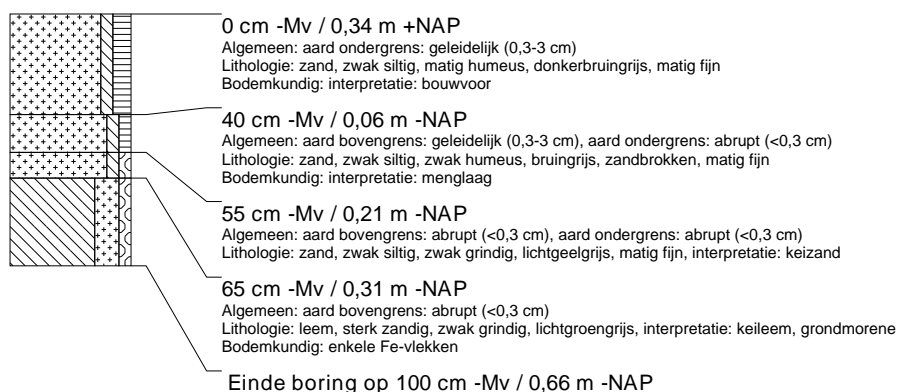 0 cm -Mv / 0,34 m +NAP
Algemeen: aard ondergrens: geleidelijk (0,3-3 cm)
Lithologie: zand, zwak siltig, matig humeus, donkerbruingrijs, matig fijn
Bodemkundig: interpretatie: bouwvoor
40 cm -Mv / 0,06 m -NAP
Algemeen: aard bovengrens: geleidelijk (0,3-3 cm), aard ondergrens: abrupt (<0,3 cm)
Lithologie: zand, zwak siltig, zwak humeus, bruingrijs, zandbrokken, matig fijn
Bodemkundig: interpretatie: menglaag
55 cm -Mv / 0,21 m -NAP
Algemeen: aard bovengrens: abrupt (<0,3 cm), aard ondergrens: abrupt (<0,3 cm)
Lithologie: zand, zwak siltig, zwak grindig, lichtgeelgrijs, matig fijn, interpretatie: keizand
65 cm -Mv / 0,31 m -NAP
Algemeen: aard bovengrens: abrupt (<0,3 cm)
Lithologie: leem, sterk zandig, zwak grindig, lichtgroengrijs, interpretatie: keileem, grondmorene
Bodemkundig: enkele Fe-vlekken
Einde boring op 100 cm -Mv / 0,66 m -NAP